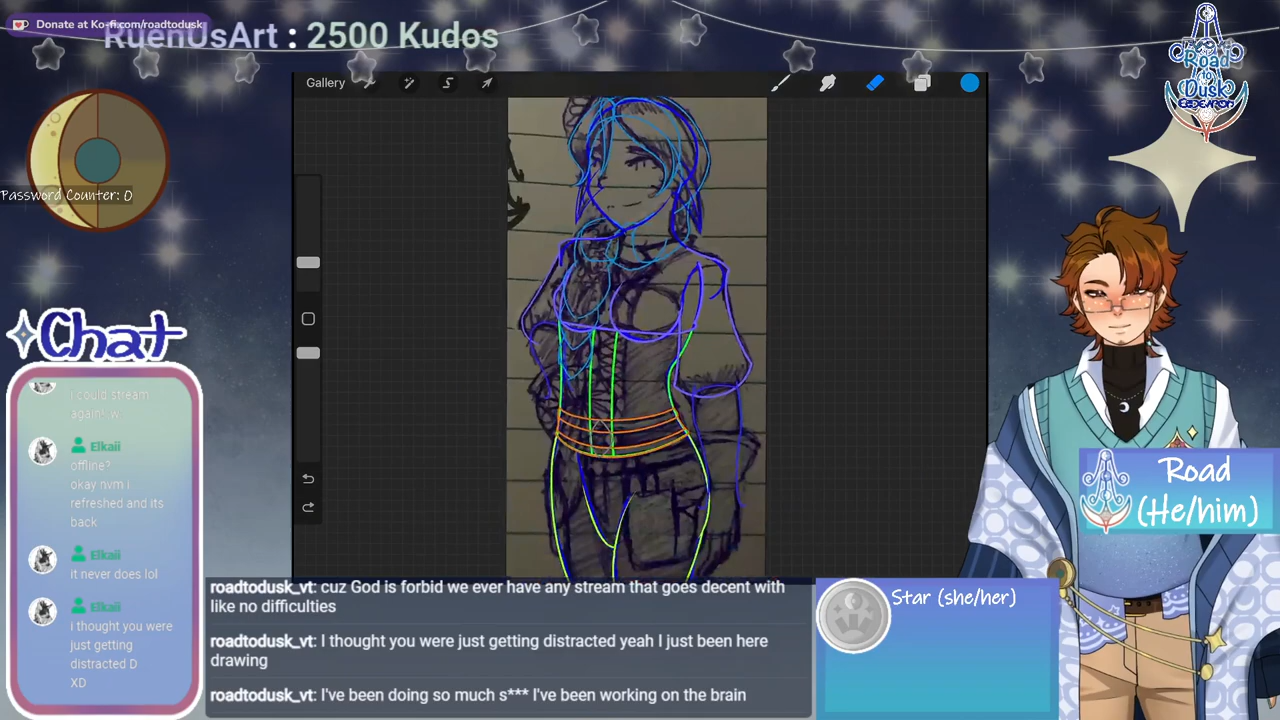 Donate at Ko-fi.com/roadtodusk
RuenUsArt : 2500 Kudos
Road
to
Dusk
Gallery
Password Counter: 0
Chat
i could stream
again! :w
Elkaii
offline?
okay nvm i
refreshed and its
back
Elkaii
it never does lol
Elkaii
i thought you were
just getting
distracted D
XD
roadtodusk_vt: cuz God is forbid we ever have any stream that goes decent with
like no difficulties
roadtodusk_vt: I thought you were just getting distracted yeah I just been here
drawing
roadtodusk_vt: I've been doing so much s*** I've been working on the brain
Star (she/her)
Road
(He/him)